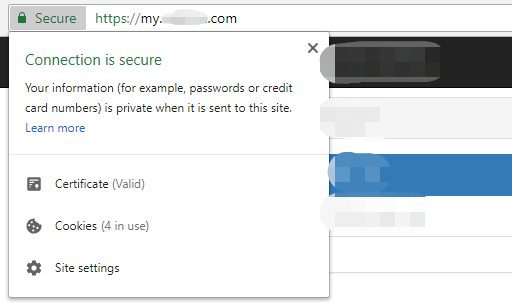 Secure https://my. .com
Connection is secure
Your information (for example, passwords or credit
card numbers) is private when it is sent to this site.
Learn more
Certificate (Valid)
Cookies (4 in use)
Site settings